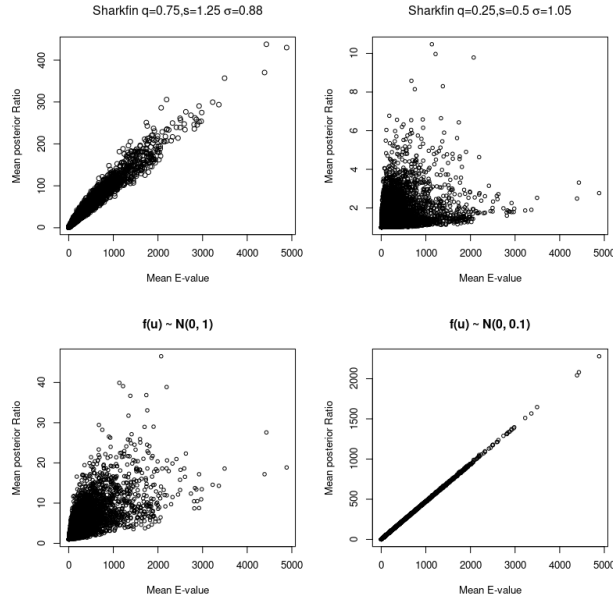 Sharkfin q=0.75,s=1.25 σ=0.88
Mean posterior Ratio
400
300
200
100
0
0 1000 2000 3000 4000 5000
Mean E-value
Sharkfin q=0.25,s=0.5 σ=1.05
Mean posterior Ratio
10
8
6
4
2
0 1000 2000 3000 4000 5000
Mean E-value
f(u) ~ N(0, 1)
Mean posterior Ratio
40
30
20
10
0
0 1000 2000 3000 4000 5000
Mean E-value
f(u) ~ N(0, 0.1)
Mean posterior Ratio
2000
1500
1000
500
0
0 1000 2000 3000 4000 5000
Mean E-value